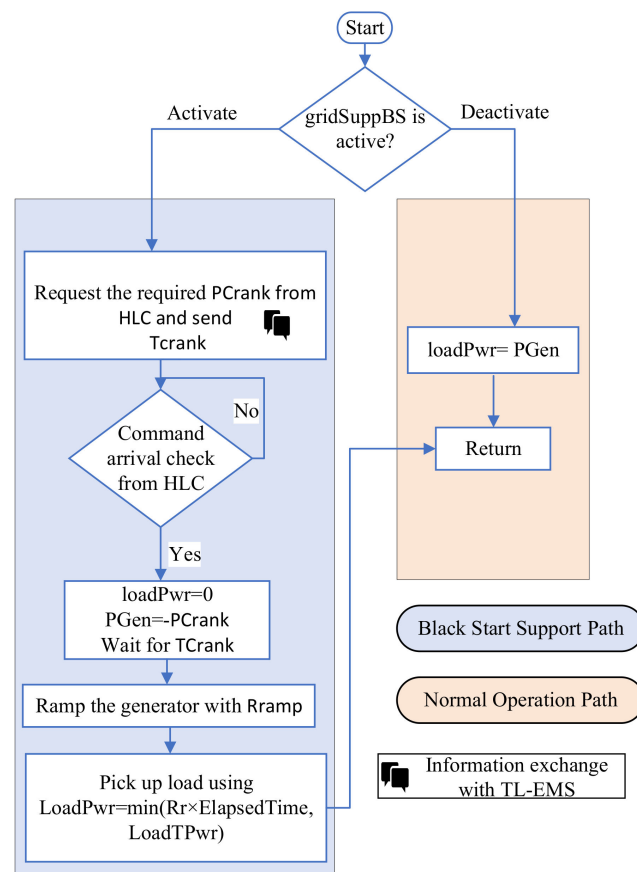 Start
gridSuppBS is
active?
Activate
Deactivate
Request the required PCrank from
HLC and send
Tcrank
No
Command
arrival check
from HLC
Yes
loadPwr=0
PGen=-PCrank
Wait for TCrank
Ramp the generator with Rramp
Pick up load using
LoadPwr=min(Rr×ElapsedTime,
LoadTPwr)
loadPwr= PGen
Return
Black Start Support Path
Normal Operation Path
Information exchange
with TL-EMS